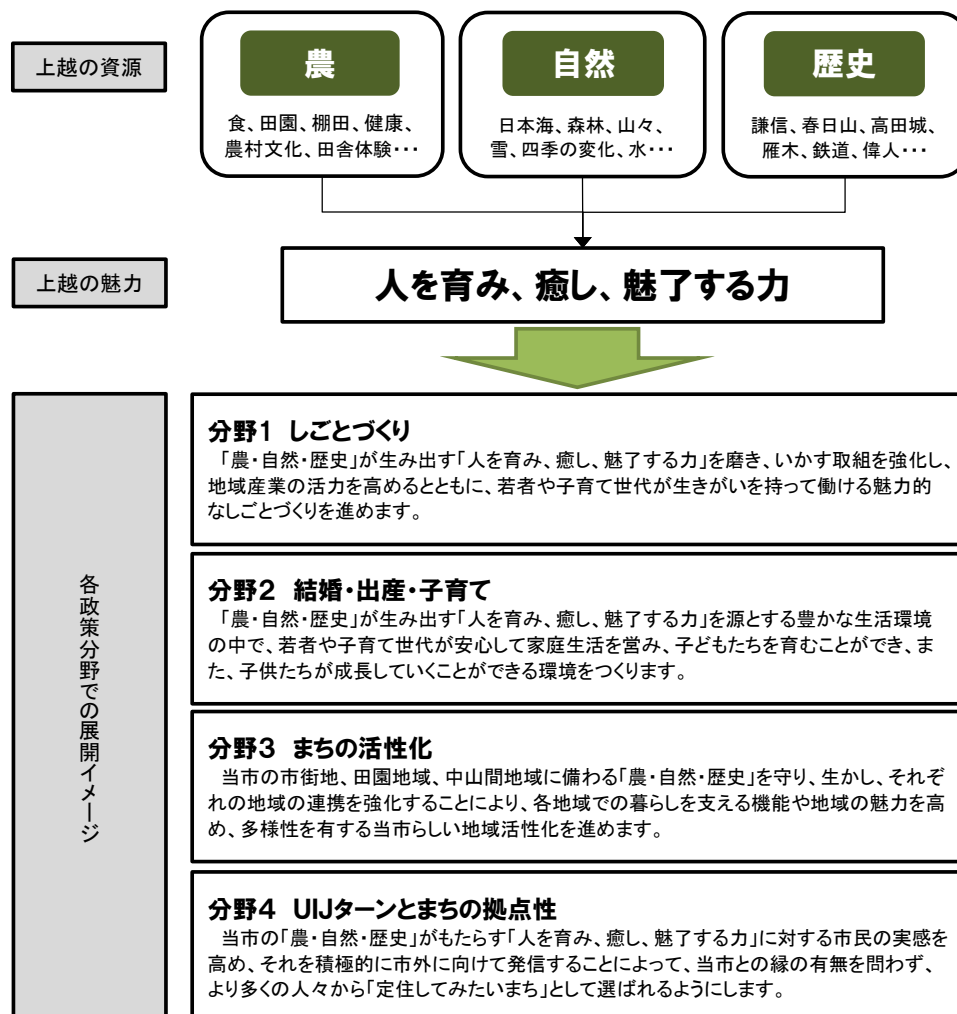 上越の資源
農
食、田園、棚田、健康、
農村文化、田舎体験･･･
自然
日本海、森林、山々、
雪、四季の変化、水･･･
歴史
謙信、春日山、高田城、
雁木、鉄道、偉人･･･
上越の魅力
人を育み、癒し、魅了する力
各政策分野での展開イメージ
分野1 しごとづくり
「農・自然・歴史」が生み出す「人を育み、癒し、魅了する力」を磨き、いかす取組を強化し、
地域産業の活力を高めるとともに、若者や子育て世代が生きがいを持って働ける魅力的
なしごとづくりを進めます。
分野2 結婚・出産・子育て
「農・自然・歴史」が生み出す「人を育み、癒し、魅了する力」を源とする豊かな生活環境
の中で、若者や子育て世代が安心して家庭生活を営み、子どもたちを育むことができ、ま
た、子供たちが成長していくことができる環境をつくります。
分野3 まちの活性化
当市の市街地、田園地域、中山間地域に備わる「農・自然・歴史」を守り、生かし、それぞ
れの地域の連携を強化することにより、各地域での暮らしを支える機能や地域の魅力を高
め、多様性を有する当市らしい地域活性化を進めます。
分野4 UIJターンとまちの拠点性
当市の「農・自然・歴史」がもたらす「人を育み、癒し、魅了する力」に対する市民の実感を
高め、それを積極的に市外に向けて発信することによって、当市との縁の有無を問わず、
より多くの人々から「定住してみたいまち」として選ばれるようにします。